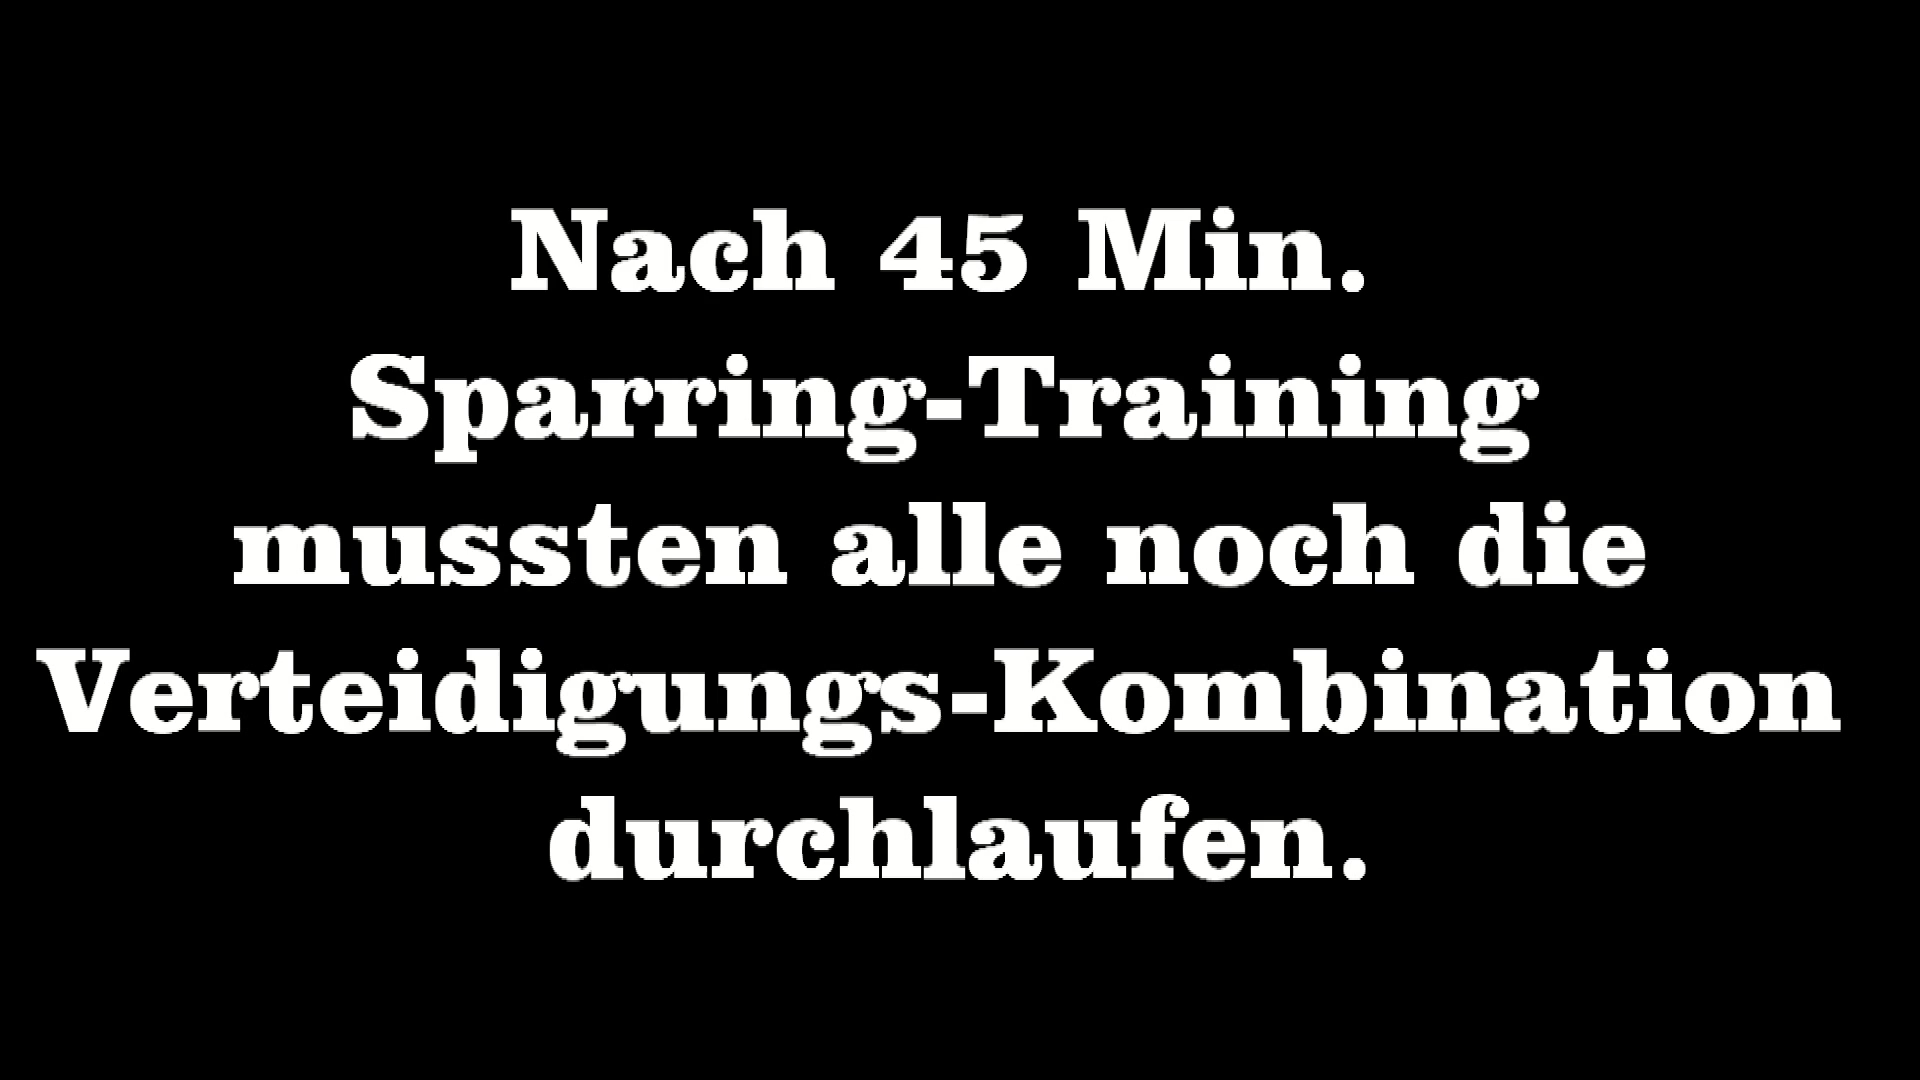 Nach 45 Min.
Sparring-Training
mussten alle noch die
Verteidigungs-Kombination
durchlaufen.